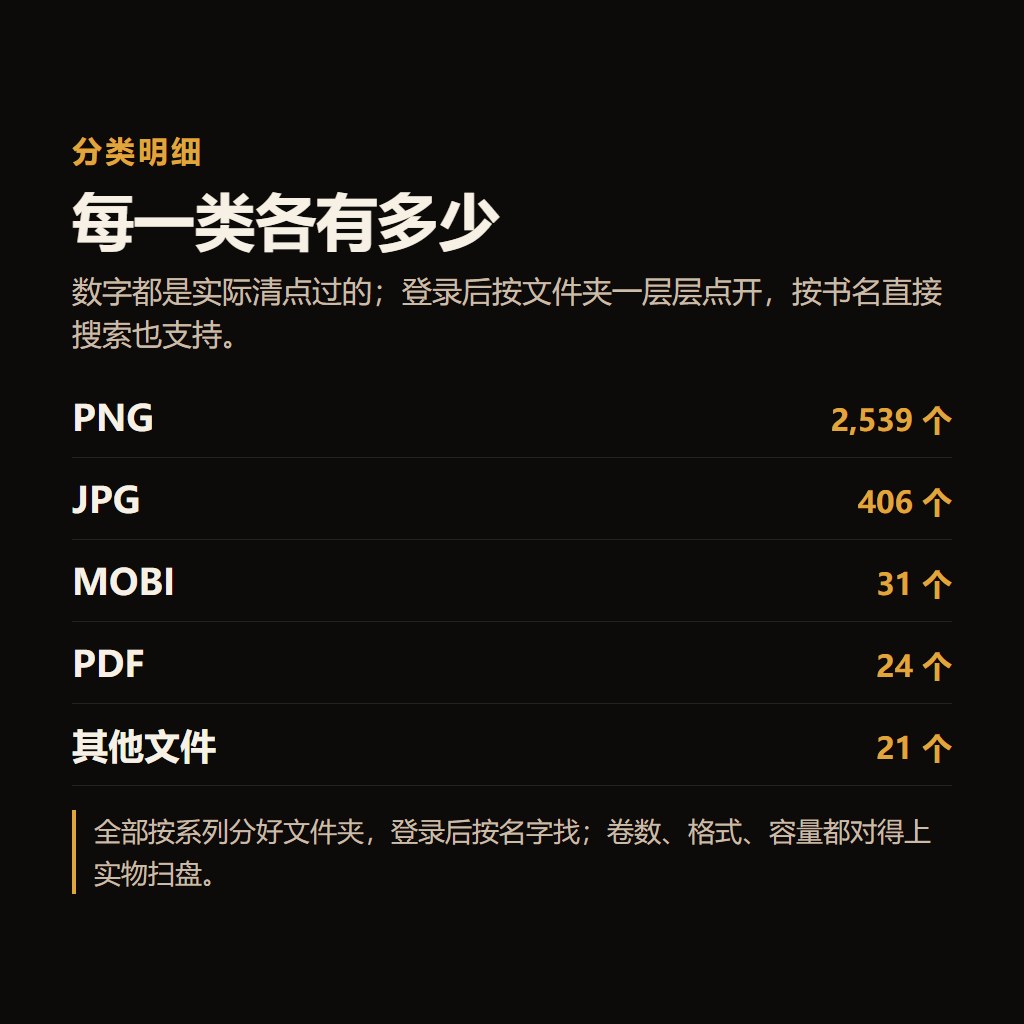 分类明细
每一类各有多少
数字都是实际清点过的；登录后按文件夹一层层点开，按书名直接
搜索也支持。
PNG 2,539 个
JPG 406 个
MOBI 31 个
PDF 24 个
其他文件 21 个
全部按系列分好文件夹，登录后按名字找；卷数、格式、容量都对得上
实物扫盘。